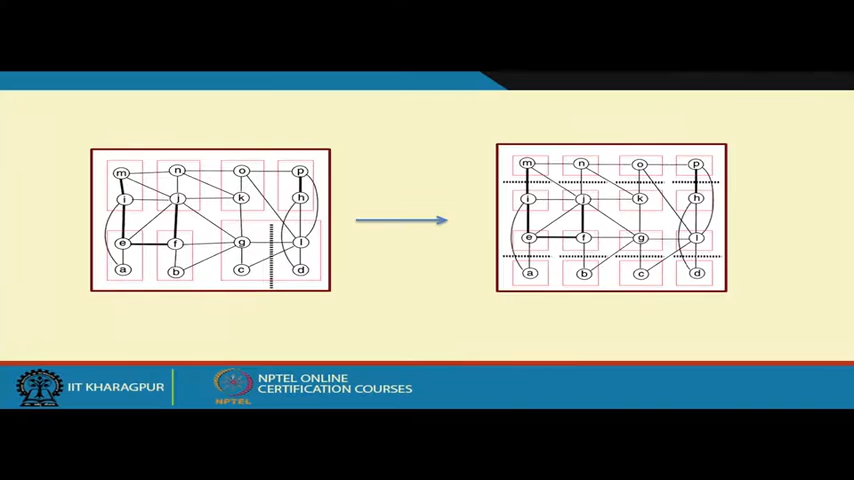 m n o p
i j k h
e f g l
a b c d
m n o p
i j k h
e f g l
a b c d
IIT KHARAGPUR
NPTEL
NPTEL ONLINE
CERTIFICATION COURSES